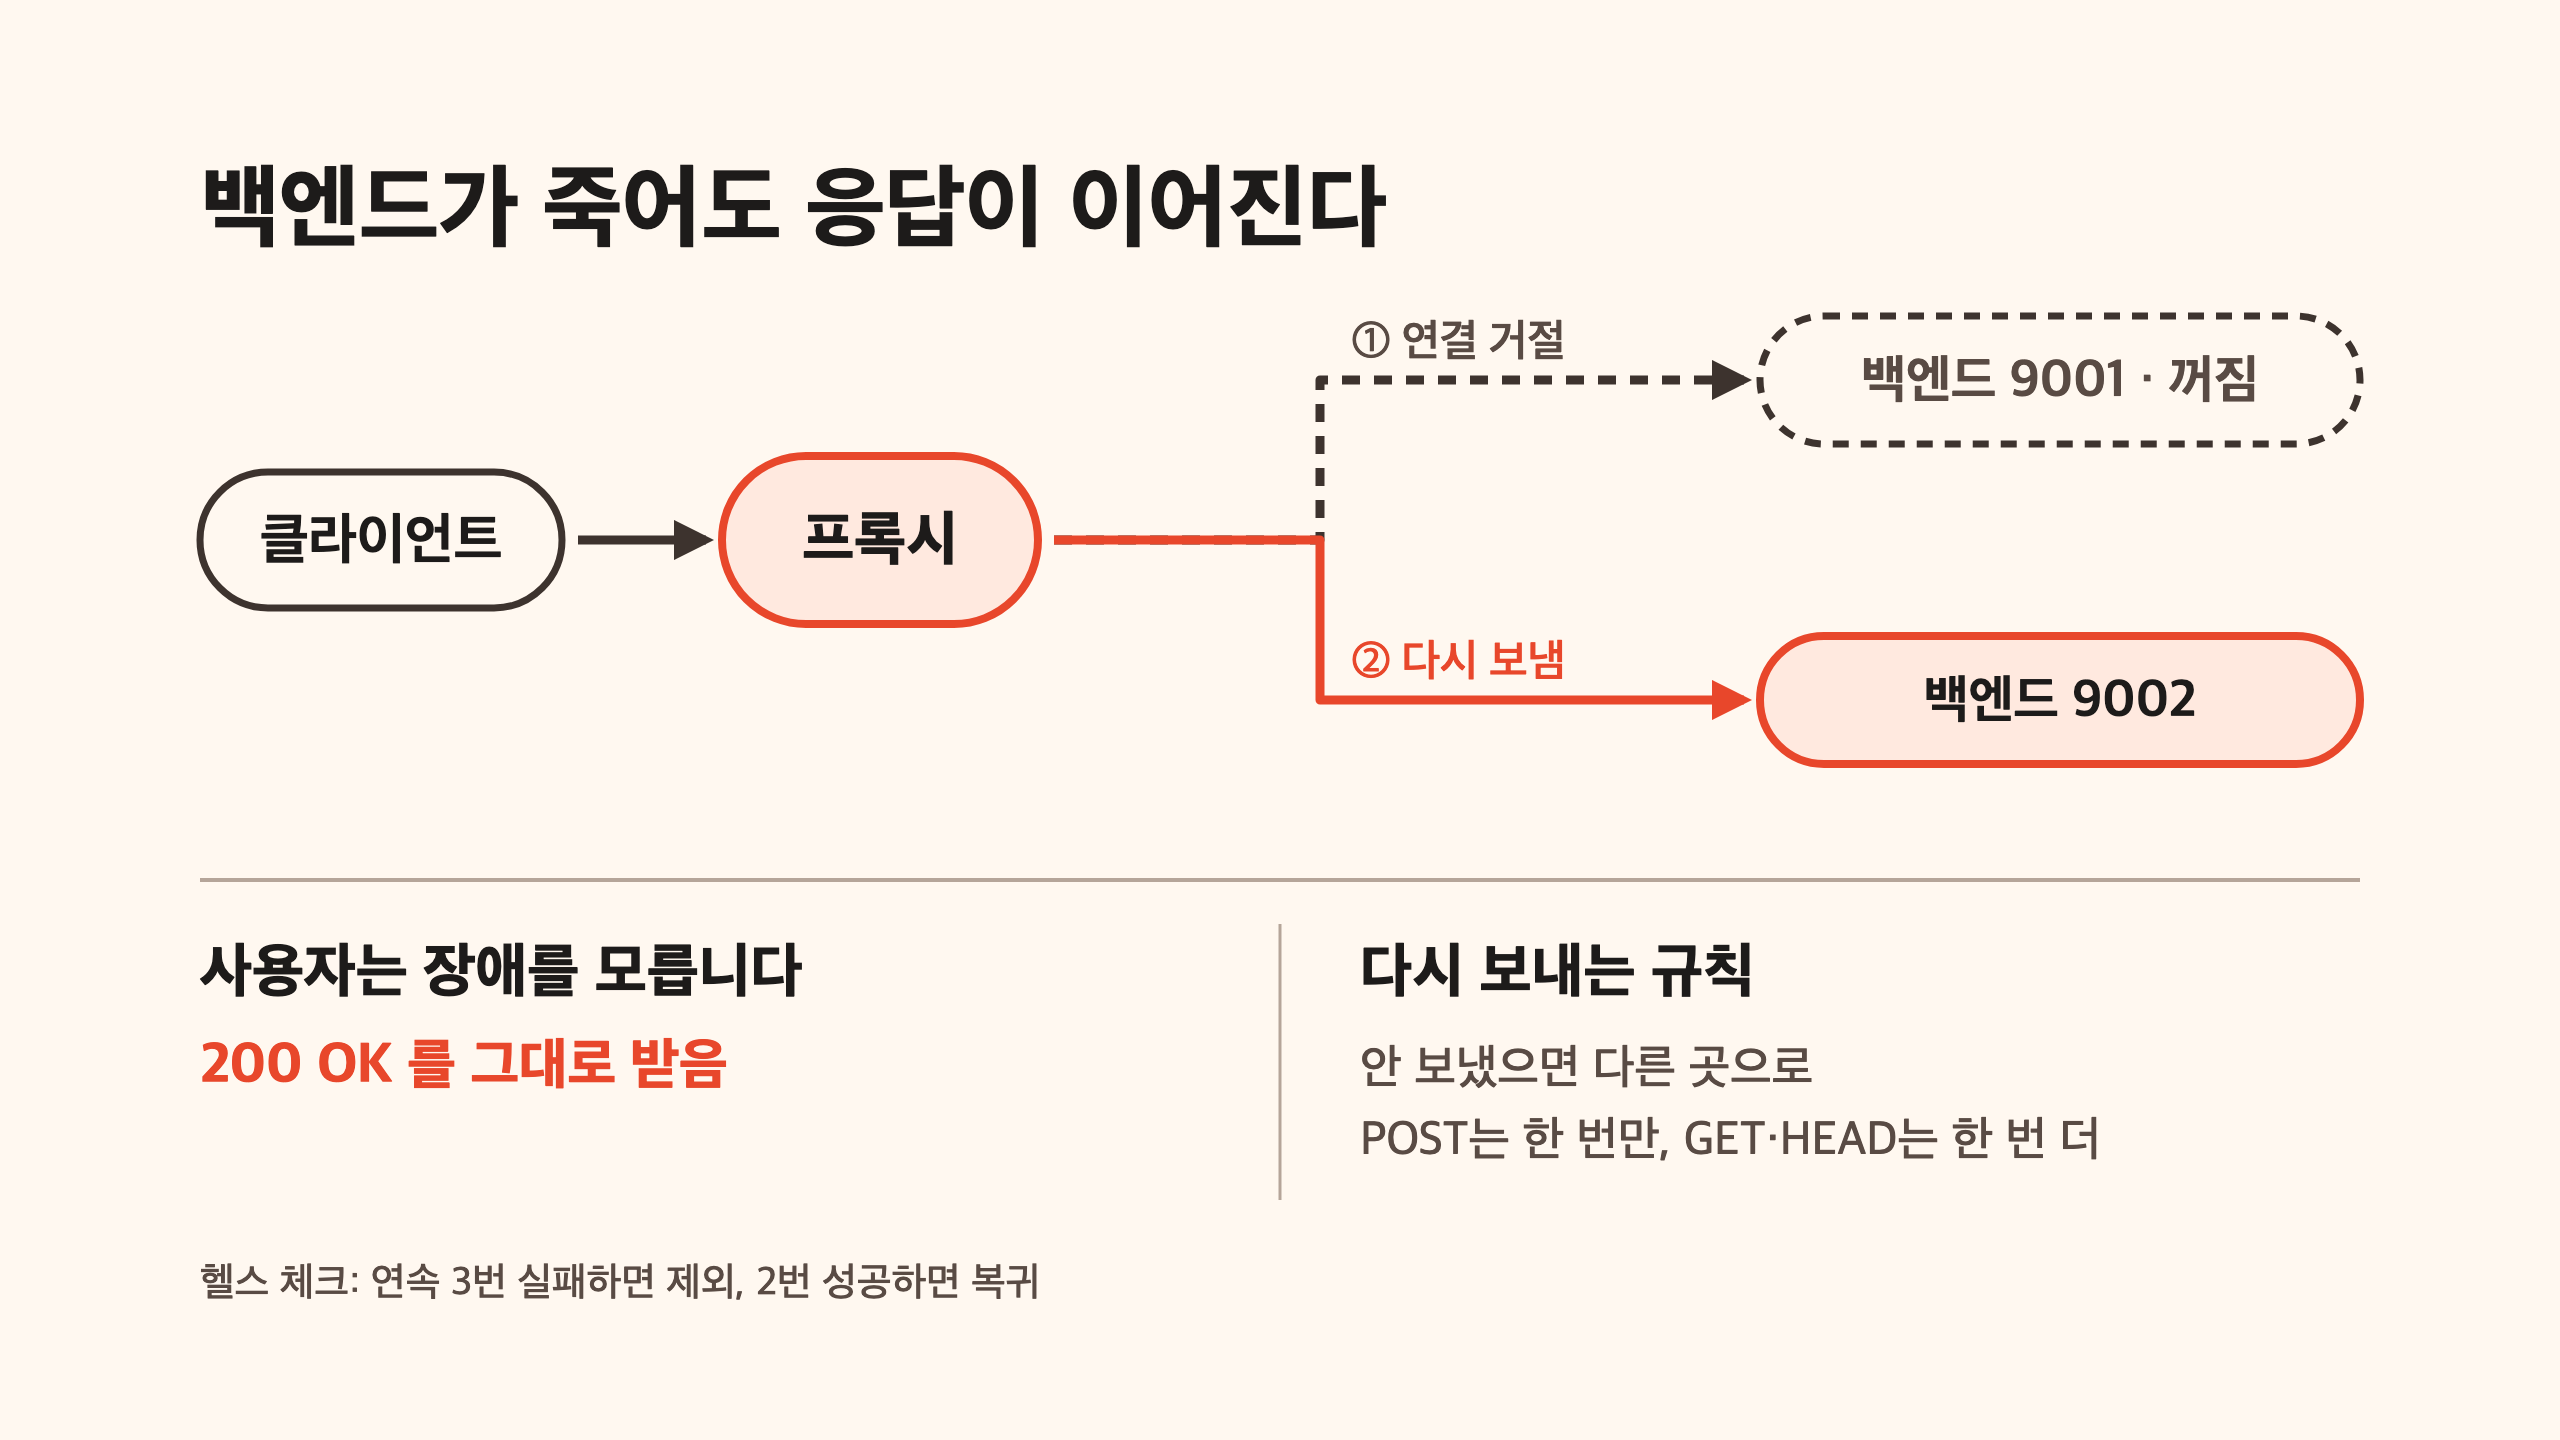 백엔드가 죽어도 응답이 이어진다
① 연결 거절
백엔드 9001 · 꺼짐
클라이언트
프록시
② 다시 보냄
백엔드 9002
사용자는 장애를 모릅니다
200 OK 를 그대로 받음
다시 보내는 규칙
안 보냈으면 다른 곳으로
POST는 한 번만, GET·HEAD는 한 번 더
헬스 체크: 연속 3번 실패하면 제외, 2번 성공하면 복귀